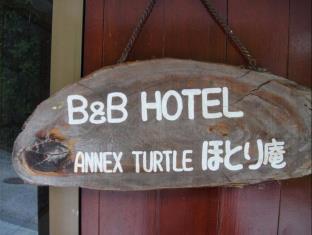 B&B HOTEL
ANNEX TURTLE ほとり庵